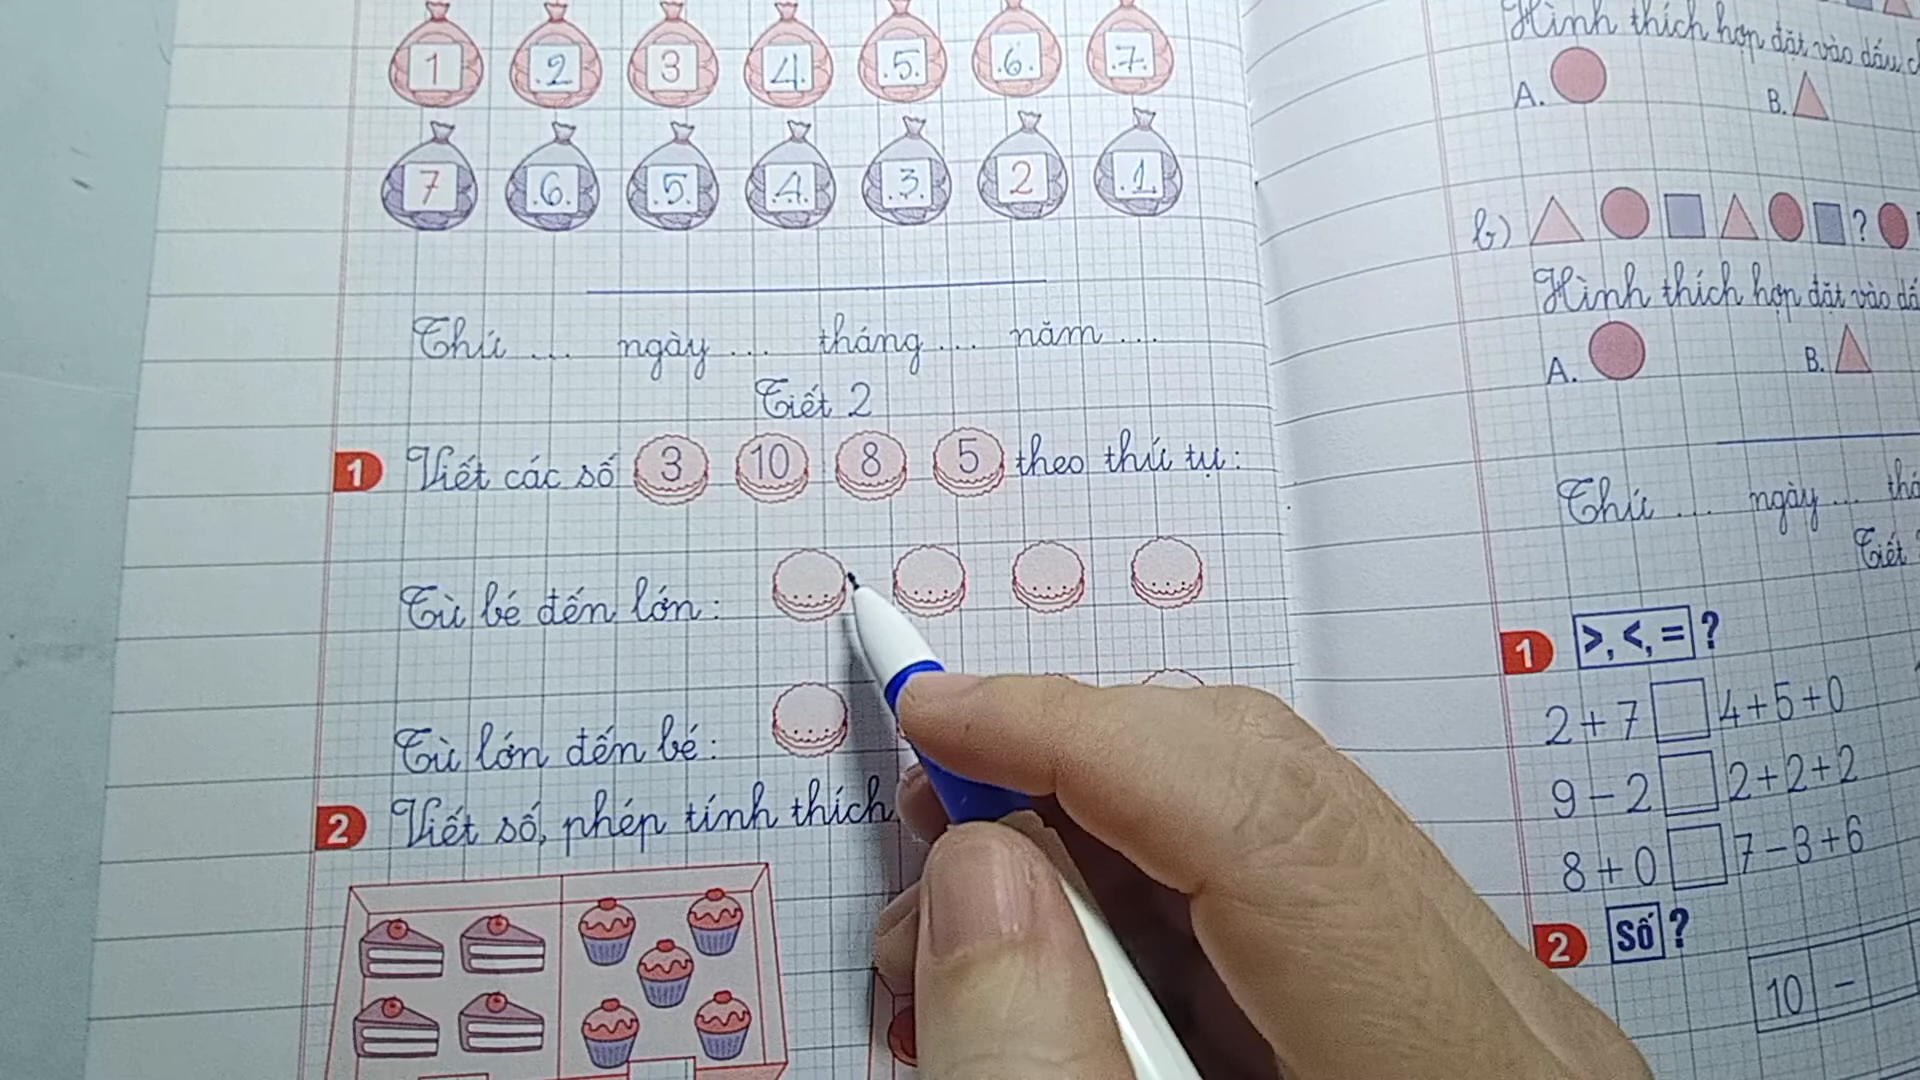 1 .2. 3 .4. .5. .6. .7.
7 .6. .5. .4. .3. 2 .1.
Thứ ... ngày ... tháng ... năm ...
Tiết 2
1 Viết các số 3 10 8 5 theo thứ tự:
Từ bé đến lớn:
Từ lớn đến bé:
2 Viết số, phép tính thích
Hình thích hợp đặt vào dấu
A. B.
b) ?
Hình thích hợp đặt vào
A. B.
Thứ ... ngày ...
Tiết
1 >, <, = ?
2 + 7 4 + 5 + 0
9 - 2 2 + 2 + 2
8 + 0 7 - 3 + 6
2 Số ?
10 -